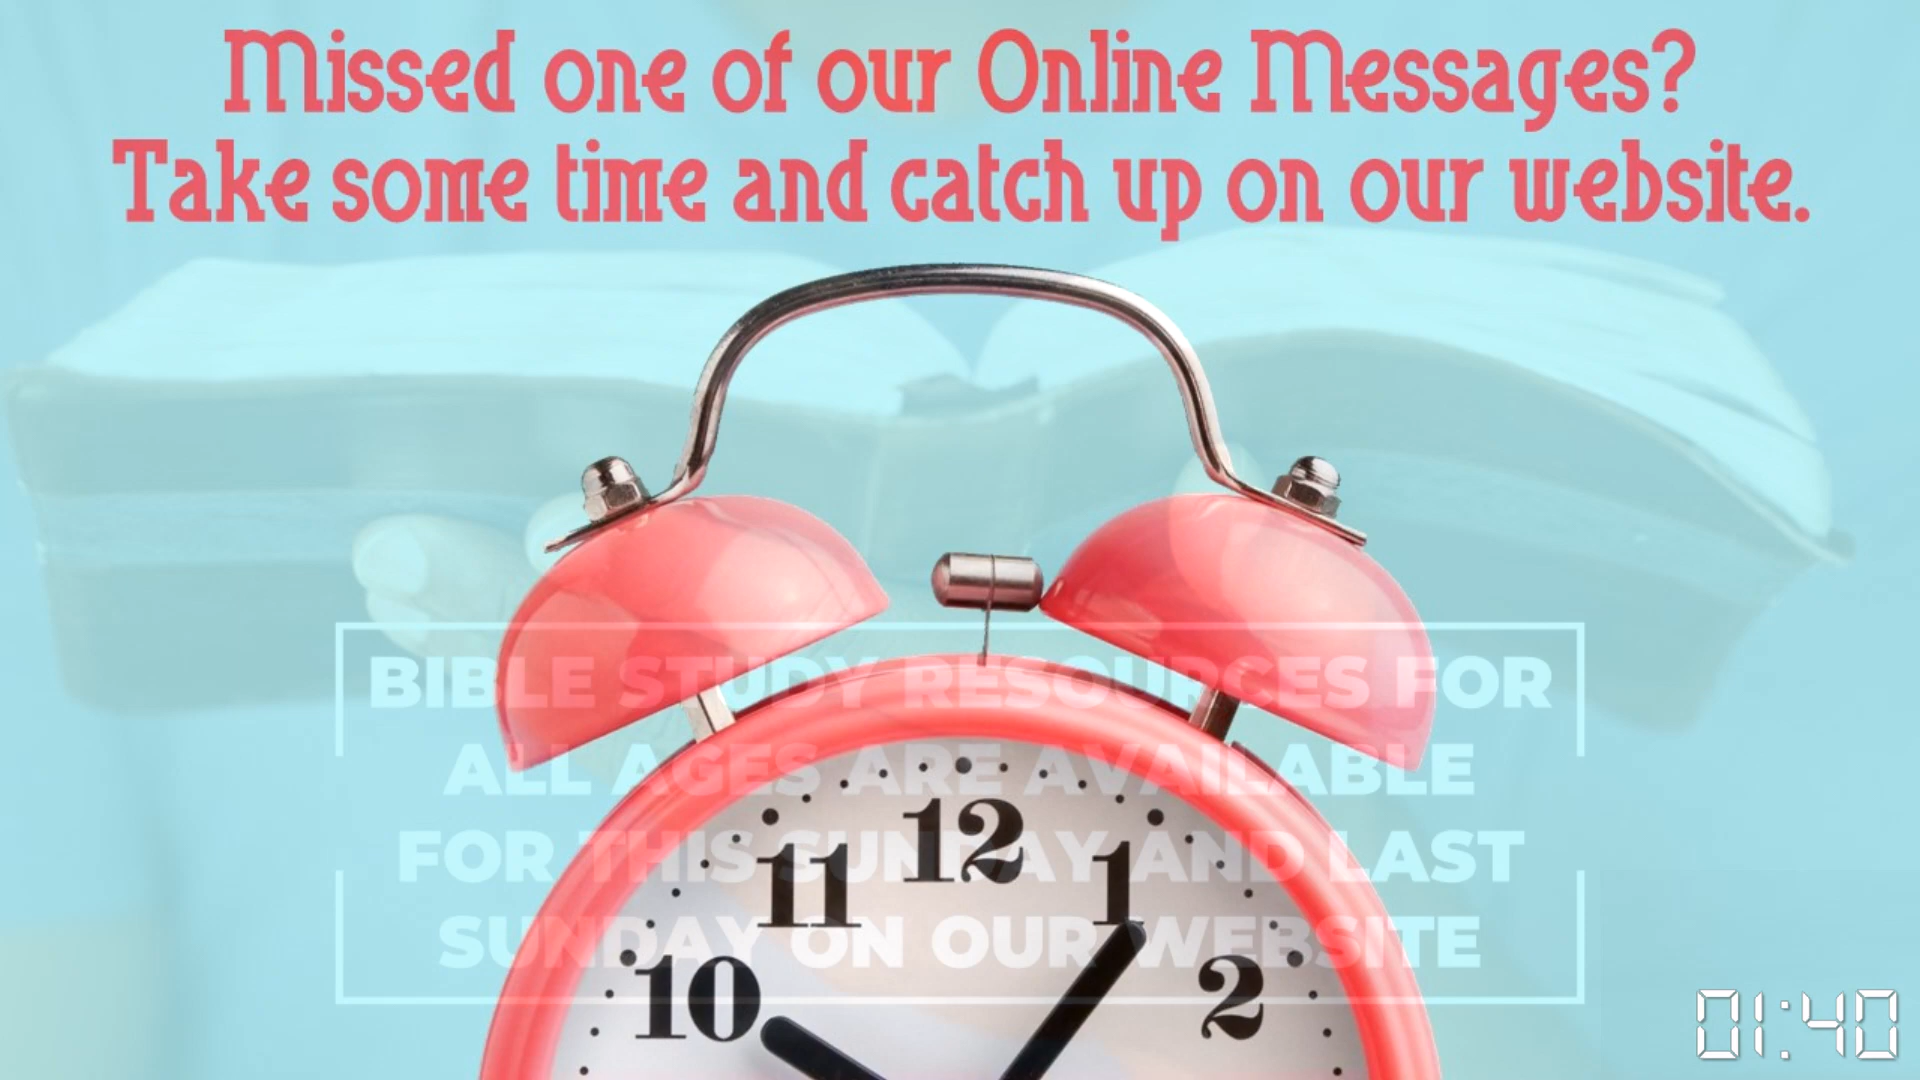 Missed one of our Online Messages?
Take some time and catch up on our website.
BIBLE STUDY RESOURCES FOR
ALL AGES ARE AVAILABLE
FOR THIS SUNDAY AND LAST
SUNDAY ON OUR WEBSITE
12
11
1
10
2
01:40